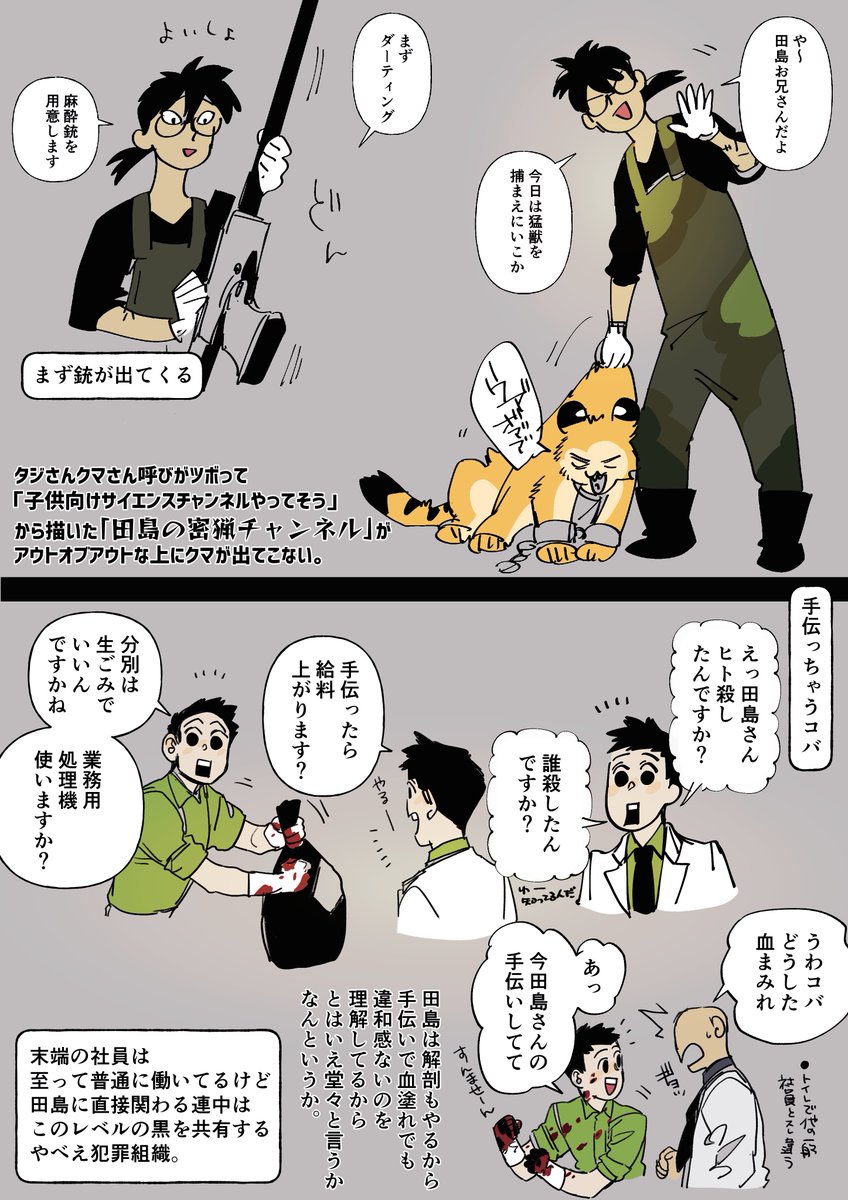 や〜
田島お兄さんだよ
今日は猛獣を
捕まえにいこか
まず
ダーティング
よいしょ
麻酔銃を
用意します
どん
まず銃が出てくる
タジさんクマさん呼びがツボって
「子供向けサイエンスチャンネルやってそう」
から描いた「田島の密猟チャンネル」が
アウトオブアウトな上にクマが出てこない。
手伝っちゃうコバ
えっ田島さん
ヒト殺し
たんですか?
誰殺したん
ですか?
手伝ったら
給料
上がります?
やるー
分別は
生ごみで
いいん
ですかね
業務用
処理機
使いますか?
うわコバ
どうした
血まみれ
ギョッ
あっ
今田島さんの
手伝いしてて
すんませーん
田島は解剖もやるから
手伝いで血塗れでも
違和感ないのを
理解してるから
とはいえ堂々と言うか
なんというか。
末端の社員は
至って普通に働いてるけど
田島に直接関わる連中は
このレベルの黒を共有する
やべえ犯罪組織。